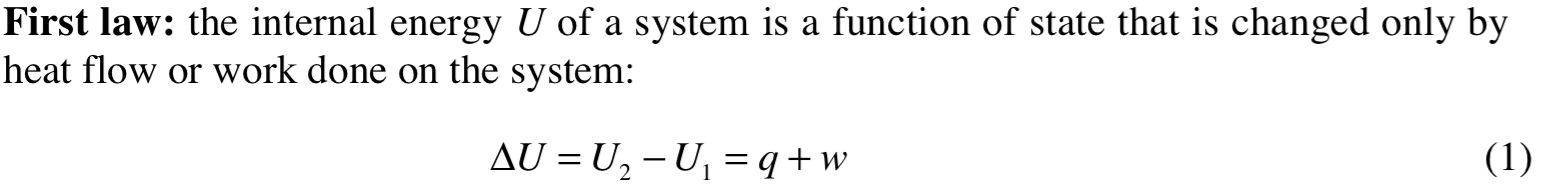 First law: the internal energy U of a system is a function of state that is changed only by
heat flow or work done on the system:
ΔU = U₂ − U₁ = q + w (1)